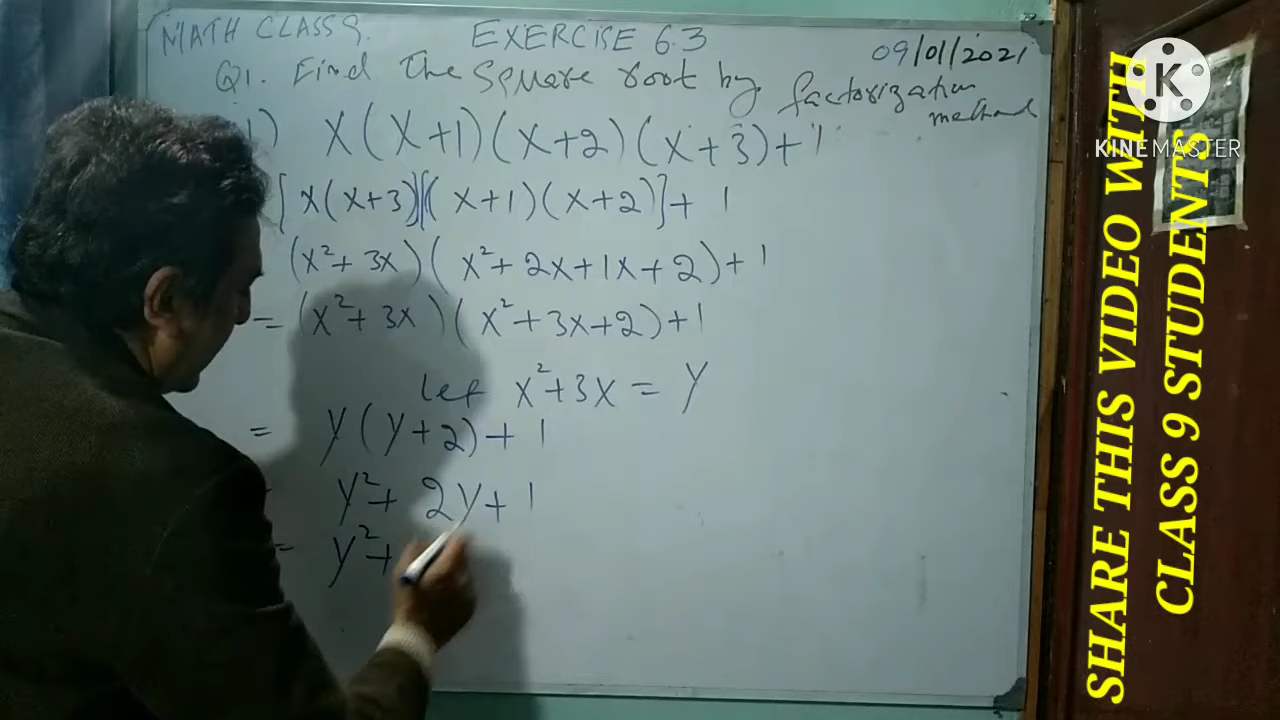 MATH CLASS 9.
EXERCISE 6.3
09/01/2021
Q1. Find the Square root by factorization method
1) X(X+1)(X+2)(X+3)+1
[X(X+3)][(X+1)(X+2)]+1
(X²+3X)(X²+2X+1X+2)+1
= (X²+3X)(X²+3X+2)+1
let X²+3X = Y
= Y(Y+2)+1
= Y²+2Y+1
= Y²+
K
KINEMASTER
SHARE THIS VIDEO WITH
CLASS 9 STUDENTS